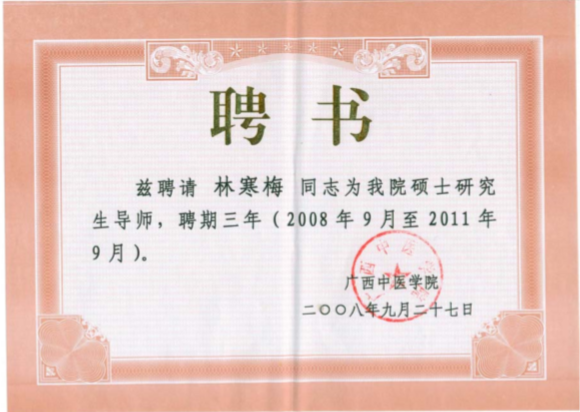 聘书
兹聘请 林寒梅 同志为我院硕士研究
生导师，聘期三年（2008年9月至2011年
9月）。
广西中医学院
二〇〇八年九月二十七日